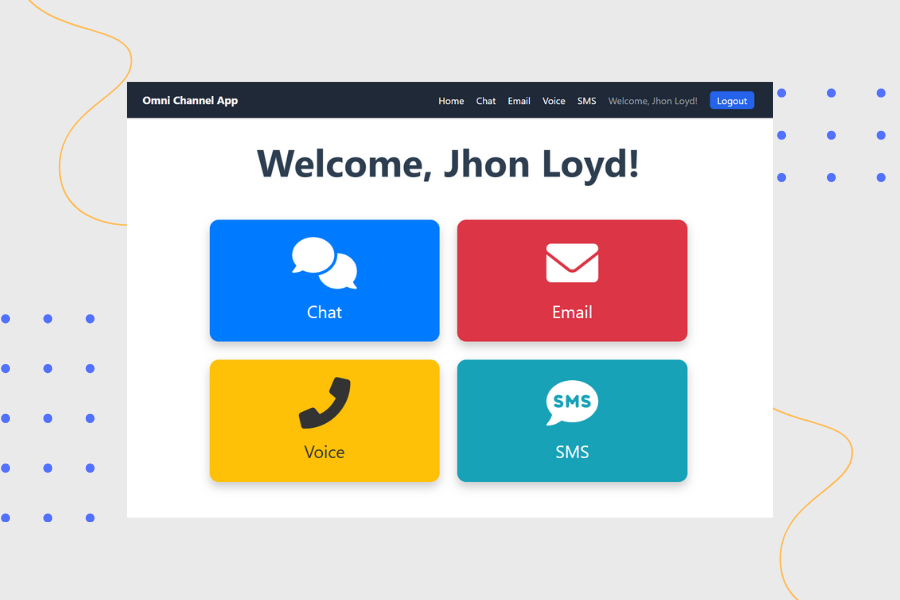 Omni Channel App Home Chat Email Voice SMS Welcome, Jhon Loyd! Logout
Welcome, Jhon Loyd!
Chat
Email
Voice
SMS
SMS